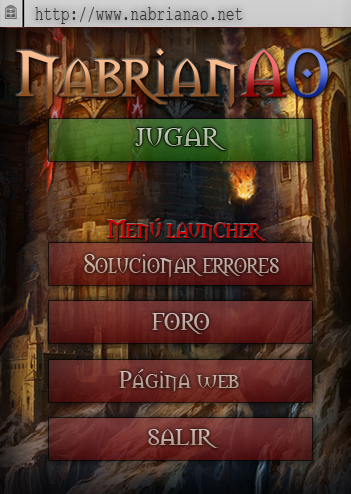 http://www.nabrianao.net
NABRIANAO
JUGAR
Menú launcher
Solucionar errores
FORO
Página web
SALIR